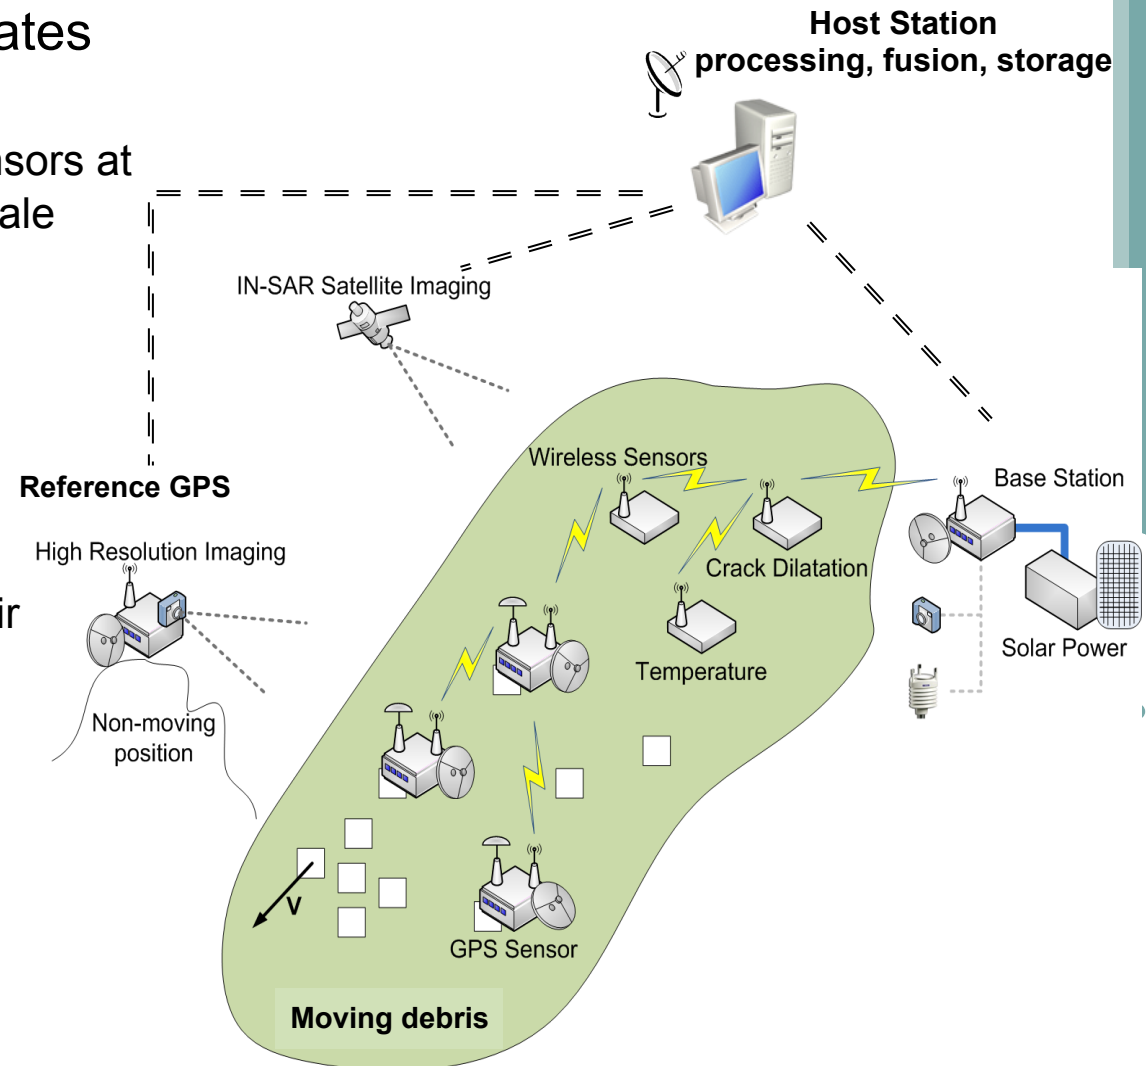 ates
nsors at
ale
ir
Host Station
processing, fusion, storage
IN-SAR Satellite Imaging
Reference GPS
High Resolution Imaging
Non-moving
position
Wireless Sensors
Crack Dilatation
Temperature
Base Station
Solar Power
V
GPS Sensor
Moving debris